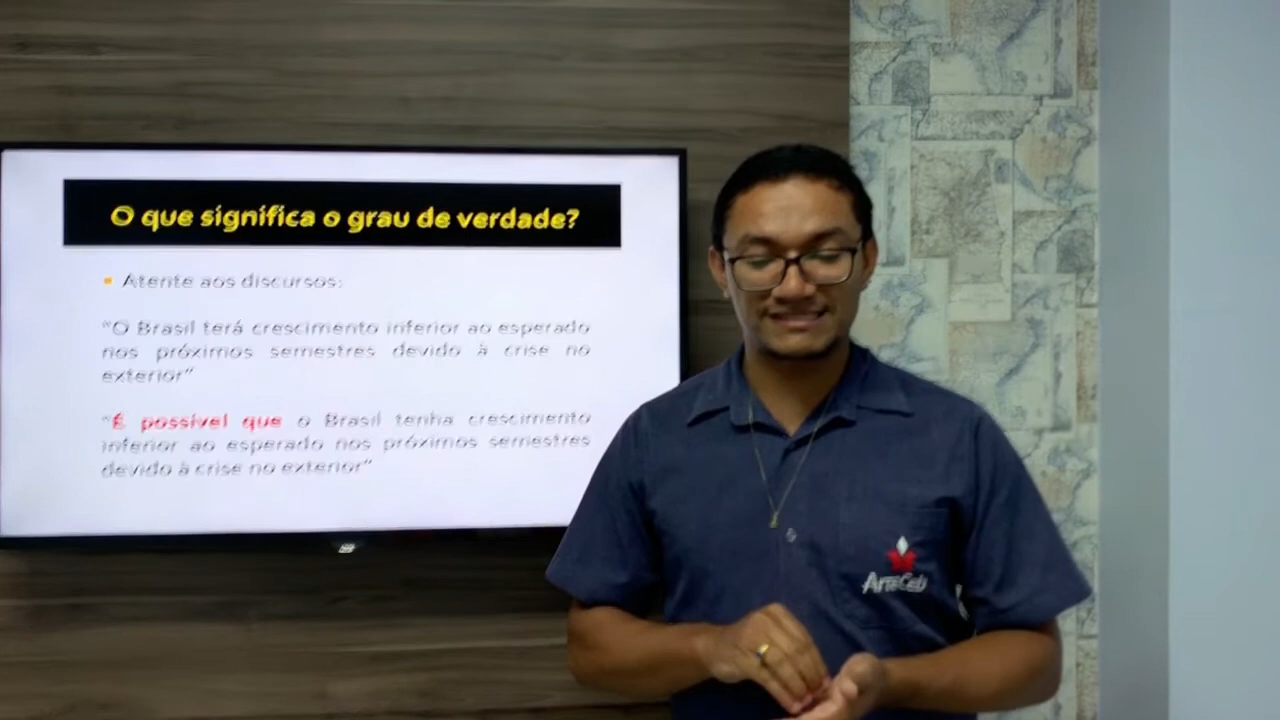 O que significa o grau de verdade?
Atente aos discursos:
"O Brasil terá crescimento inferior ao esperado
nos próximos semestres devido à crise no
exterior"
"É possível que o Brasil tenha crescimento
inferior ao esperado nos próximos semestres
devido à crise no exterior"